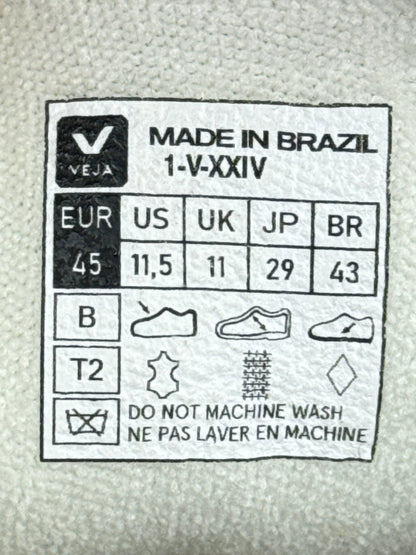 V
VEJA
MADE IN BRAZIL
1-V-XXIV
EUR US UK JP BR
45 11,5 11 29 43
B
T2
DO NOT MACHINE WASH
NE PAS LAVER EN MACHINE